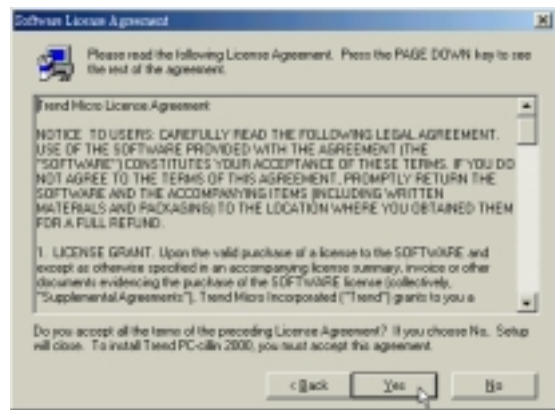 Software License Agreement
Please read the following License Agreement. Press the PAGE DOWN key to see
the rest of the agreement.
Trend Micro License Agreement
NOTICE TO USERS: CAREFULLY READ THE FOLLOWING LEGAL AGREEMENT.
USE OF THE SOFTWARE PROVIDED WITH THE AGREEMENT (THE
"SOFTWARE") CONSTITUTES YOUR ACCEPTANCE OF THESE TERMS. IF YOU DO
NOT AGREE TO THE TERMS OF THIS AGREEMENT, PROMPTLY RETURN THE
SOFTWARE AND THE ACCOMPANYING ITEMS (INCLUDING WRITTEN
MATERIALS AND PACKAGING) TO THE LOCATION WHERE YOU OBTAINED THEM
FOR A FULL REFUND.
1. LICENSE GRANT. Upon the valid purchase of a license to the SOFTWARE and
except as otherwise specified in an accompanying license summary, invoice or other
documents evidencing the purchase of the SOFTWARE license (collectively,
"Supplemental Agreements"), Trend Micro Incorporated ("Trend") grants to you a
Do you accept all the terms of the preceding License Agreement? If you choose No, Setup
will close. To install Trend PC-cillin 2000, you must accept this agreement.
< Back
Yes
No